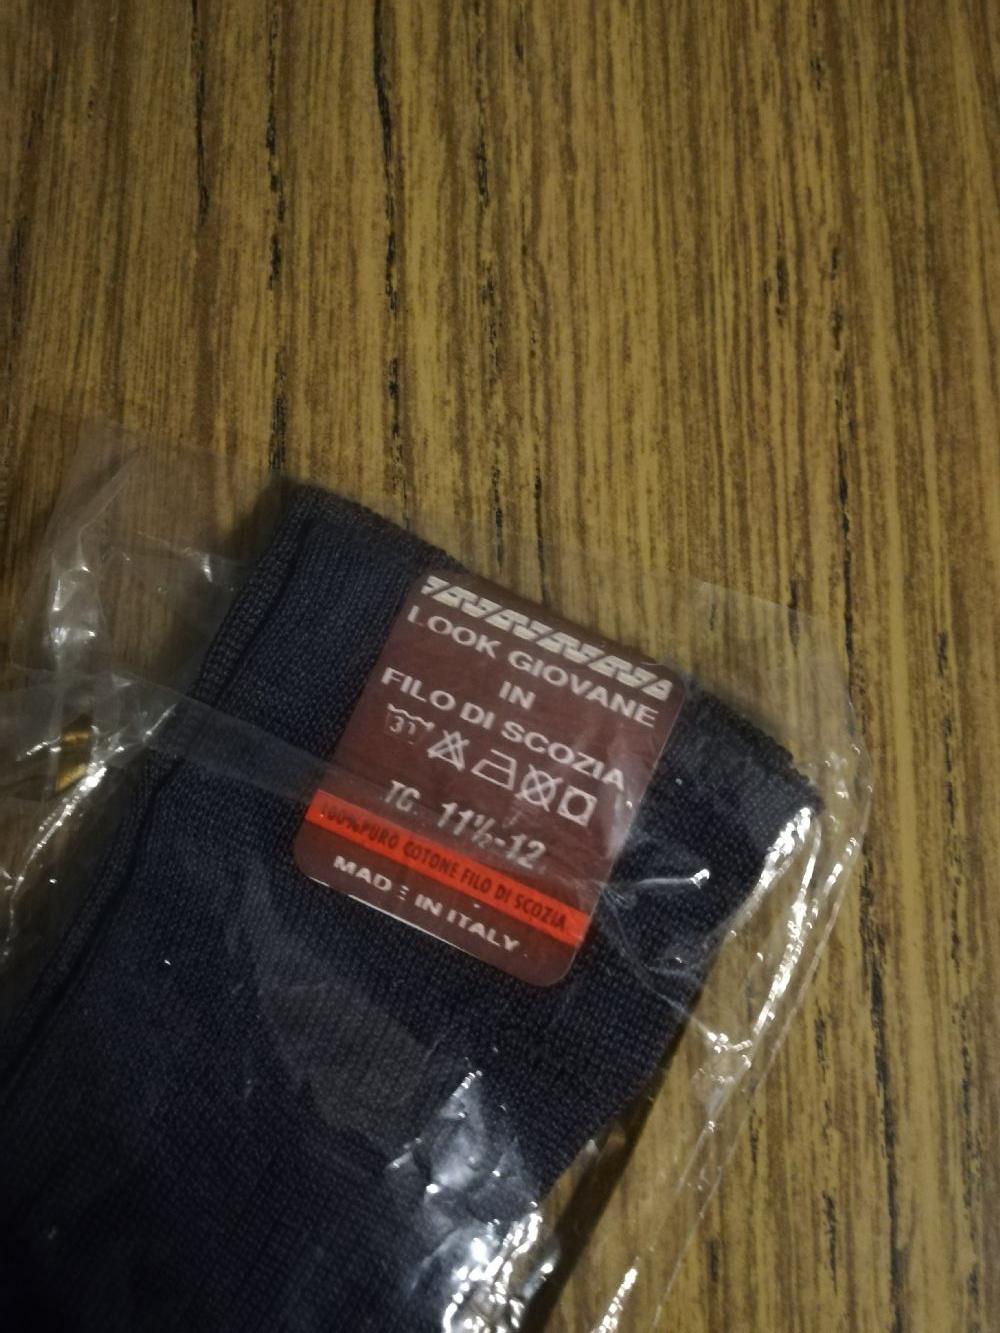 LOOK GIOVANE
IN
FILO DI SCOZIA
TG. 11½-12
100%PURO COTONE FILO DI SCOZIA
MADE IN ITALY